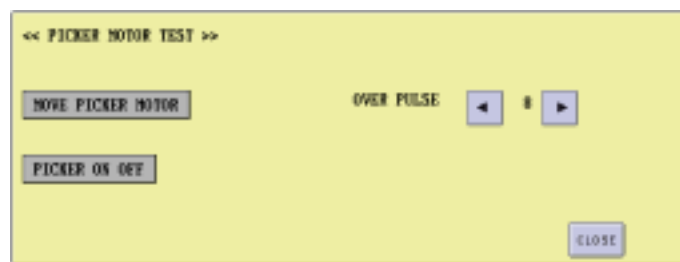 << PICKER MOTOR TEST >>
MOVE PICKER MOTOR OVER PULSE ◄ 8 ►
PICKER ON OFF
CLOSE